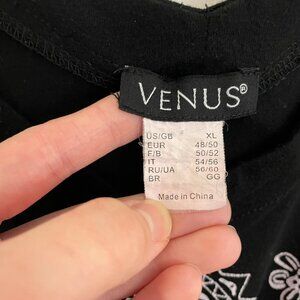 VENUS®
US/GB XL
EUR 48/50
F/B 50/52
IT 54/56
RU/UA 56/60
BR GG
Made in China